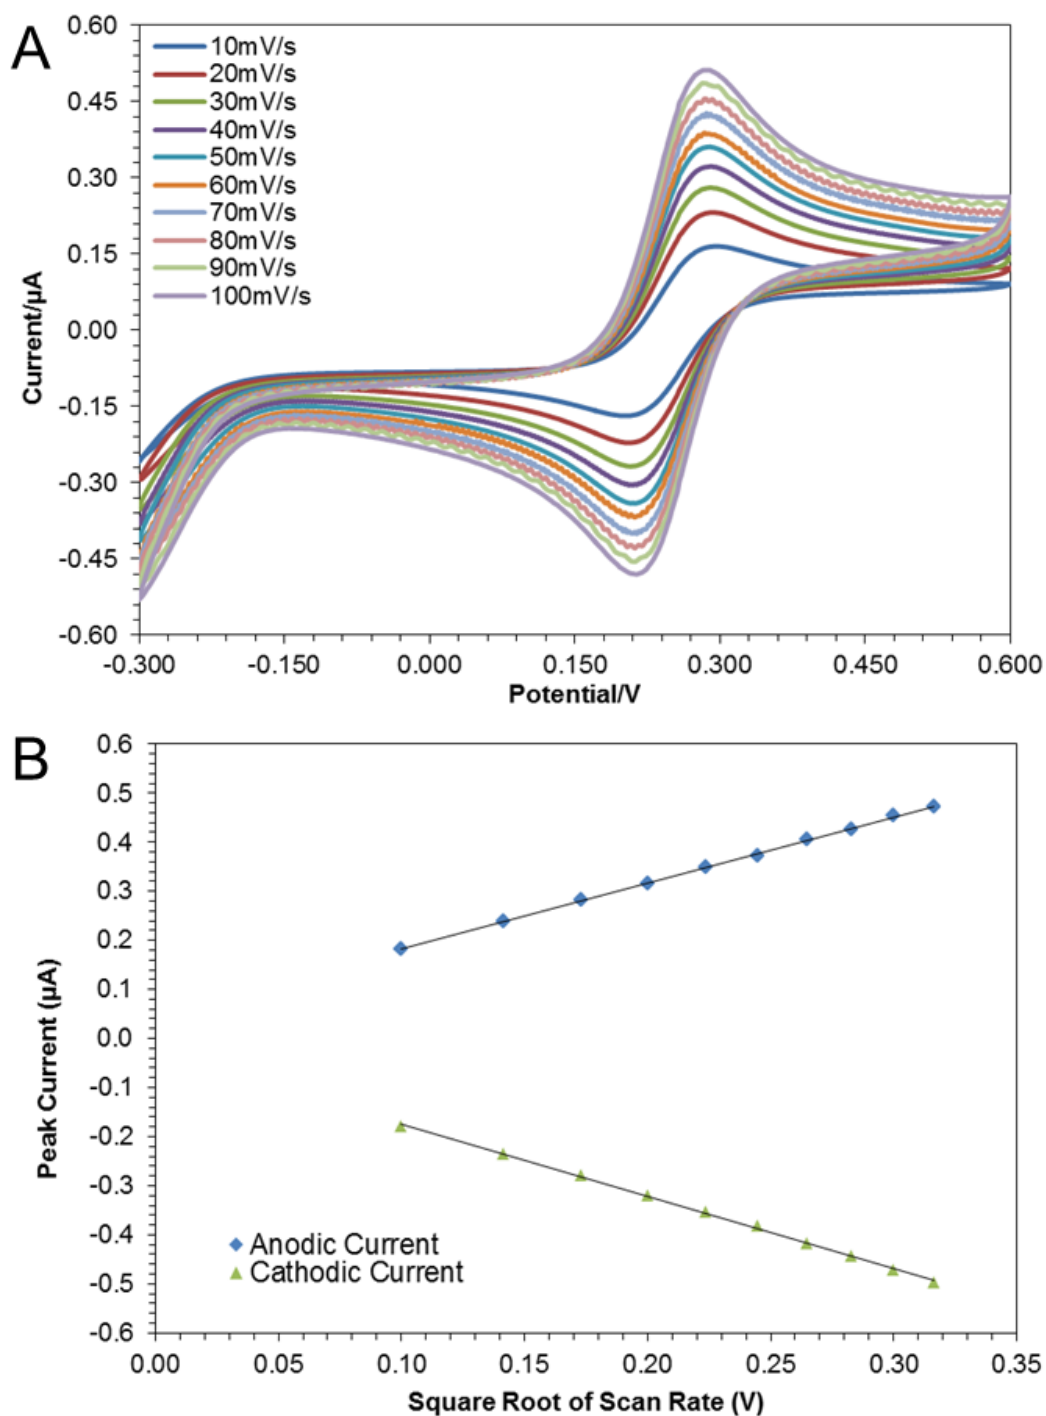 A
0.60
0.45
0.30
0.15
0.00
-0.15
-0.30
-0.45
-0.60
Current/µA
10mV/s
20mV/s
30mV/s
40mV/s
50mV/s
60mV/s
70mV/s
80mV/s
90mV/s
100mV/s
-0.300 -0.150 0.000 0.150 0.300 0.450 0.600
Potential/V
B
0.6
0.5
0.4
0.3
0.2
0.1
0.0
-0.1
-0.2
-0.3
-0.4
-0.5
-0.6
Peak Current (µA)
Anodic Current
Cathodic Current
0.00 0.05 0.10 0.15 0.20 0.25 0.30 0.35
Square Root of Scan Rate (V)